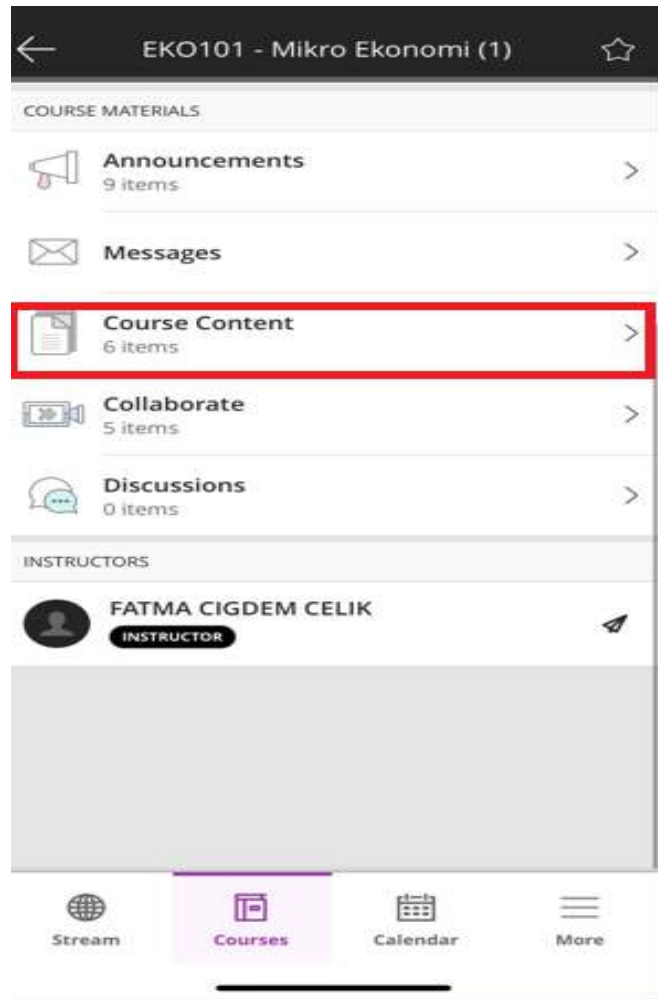 EKO101 - Mikro Ekonomi (1)
COURSE MATERIALS
Announcements
9 items
Messages
Course Content
6 items
Collaborate
5 items
Discussions
0 items
INSTRUCTORS
FATMA CIGDEM CELIK
INSTRUCTOR
Stream Courses Calendar More